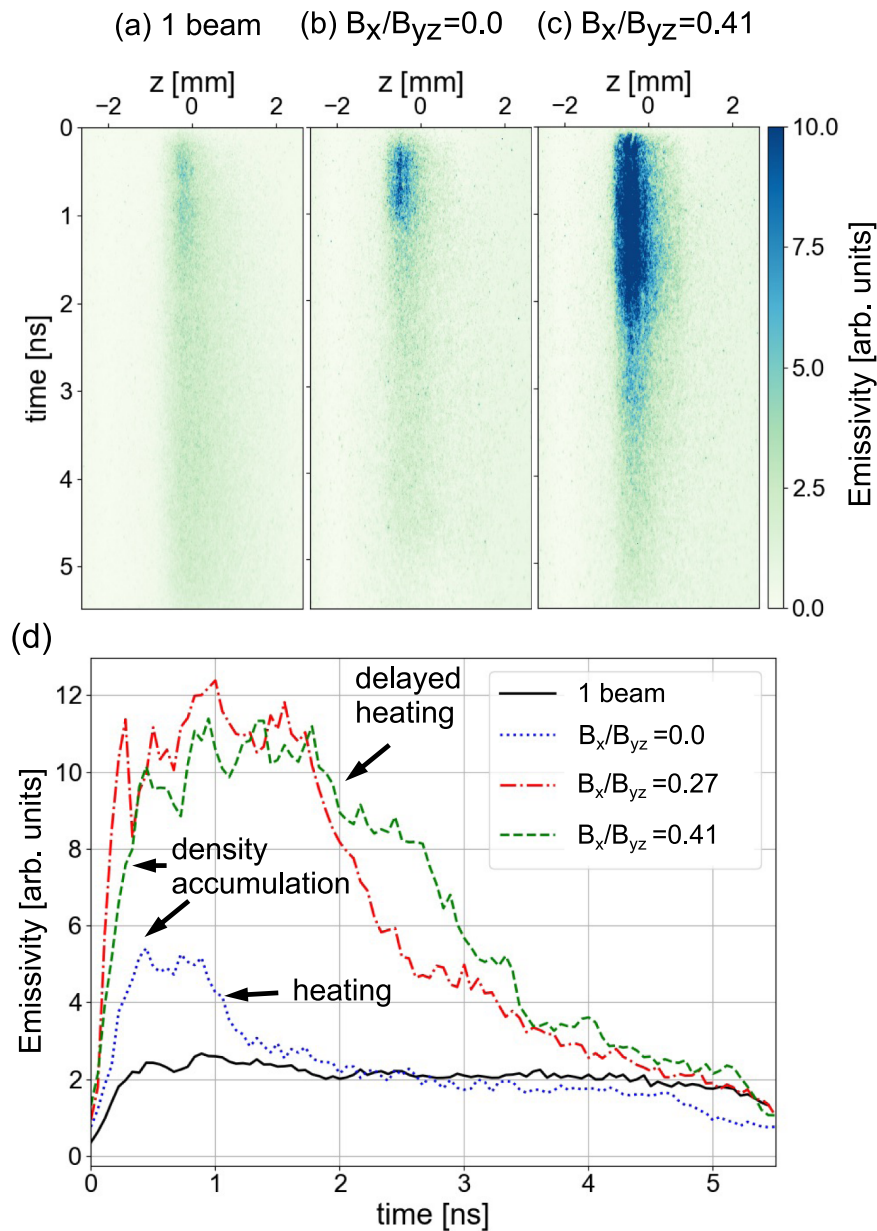 (a) 1 beam (b) Bx/Byz=0.0 (c) Bx/Byz=0.41
z [mm] z [mm] z [mm]
−2 0 2 −2 0 2 −2 0 2
0
1
2
3
4
5
time [ns]
10.0
7.5
5.0
2.5
0.0
Emissivity [arb. units]
(d)
12
10
8
6
4
2
0
Emissivity [arb. units]
delayed
heating
density
accumulation
heating
1 beam
Bx/Byz=0.0
Bx/Byz=0.27
Bx/Byz=0.41
0 1 2 3 4 5
time [ns]